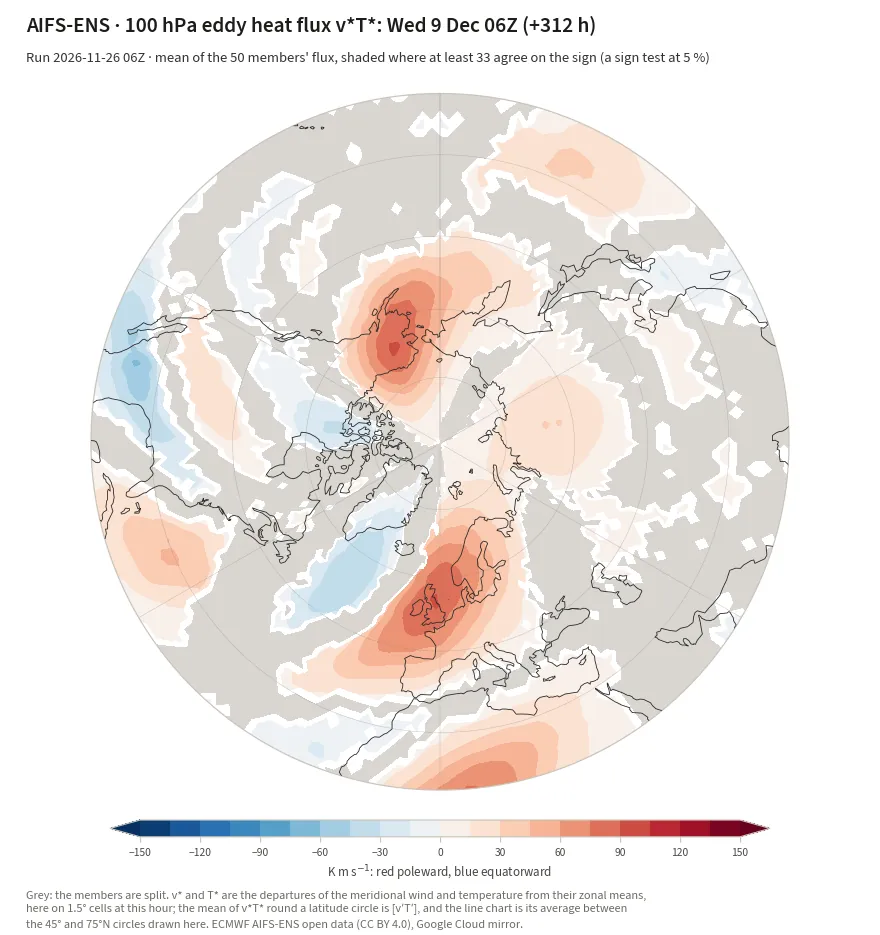 AIFS-ENS · 100 hPa eddy heat flux v*T*: Wed 9 Dec 06Z (+312 h)
Run 2026-11-26 06Z · mean of the 50 members' flux, shaded where at least 33 agree on the sign (a sign test at 5 %)
−150 −120 −90 −60 −30 0 30 60 90 120 150
K m s⁻¹: red poleward, blue equatorward
Grey: the members are split. v* and T* are the departures of the meridional wind and temperature from their zonal means,
here on 1.5° cells at this hour; the mean of v*T* round a latitude circle is [v'T'], and the line chart is its average between
the 45° and 75°N circles drawn here. ECMWF AIFS-ENS open data (CC BY 4.0), Google Cloud mirror.